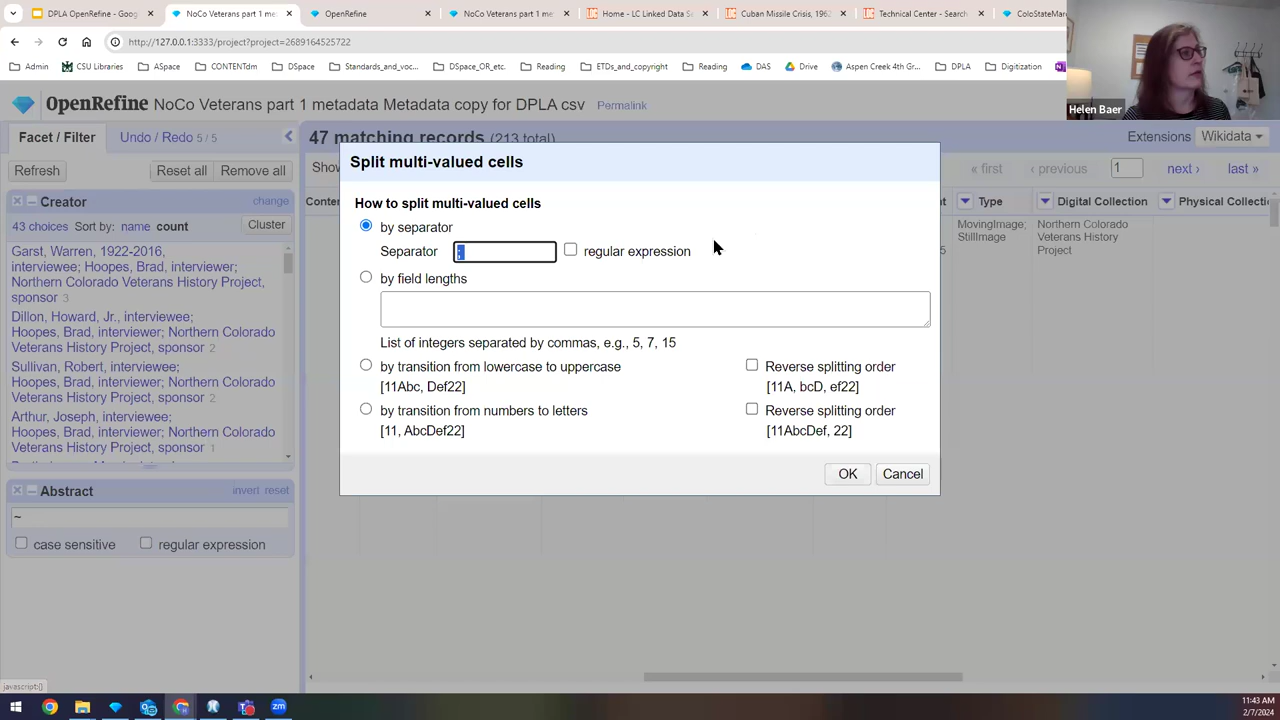 DPLA OpenRefine - Goog
NoCo Veterans part 1 me
OpenRefine
NoCo Veterans part 1 me
Home - LC Linked Data Se
Cuban Missile Crisis, 1962
Technical Center - Search
ColoStateMar
http://127.0.0.1:3333/project?project=2689164525722
Admin
CSU Libraries
ASpace
CONTENTdm
DSpace
Standards_and_voc...
DSpace_OR_etc.
Reading
ETDs_and_copyright
Reading
DAS
Drive
Aspen Creek 4th Gr...
DPLA
Digitization
Helen Baer
OpenRefine NoCo Veterans part 1 metadata Metadata copy for DPLA csv Permalink
Facet / Filter Undo / Redo 5 / 5
47 matching records (213 total)
Extensions Wikidata
Refresh Reset all Remove all
Show
« first ‹ previous 1 next › last »
Creator change
43 choices Sort by: name count Cluster
Garst, Warren, 1922-2016,
interviewee; Hoopes, Brad, interviewer;
Northern Colorado Veterans History Project,
sponsor 3
Dillon, Howard, Jr., interviewee;
Hoopes, Brad, interviewer; Northern Colorado
Veterans History Project, sponsor 2
Sullivan, Robert, interviewee;
Hoopes, Brad, interviewer; Northern Colorado
Veterans History Project, sponsor 2
Arthur, Joseph, interviewee;
Hoopes, Brad, interviewer; Northern Colorado
Veterans History Project, sponsor 1
Abstract invert reset
~
case sensitive regular expression
Split multi-valued cells
How to split multi-valued cells
by separator
Separator ; regular expression
by field lengths
List of integers separated by commas, e.g., 5, 7, 15
by transition from lowercase to uppercase
[11Abc, Def22]
Reverse splitting order
[11A, bcD, ef22]
by transition from numbers to letters
[11, AbcDef22]
Reverse splitting order
[11AbcDef, 22]
OK Cancel
Type Digital Collection Physical Collectio
MovingImage;
StillImage
Northern Colorado
Veterans History
Project
javascript:{}
11:43 AM
2/7/2024